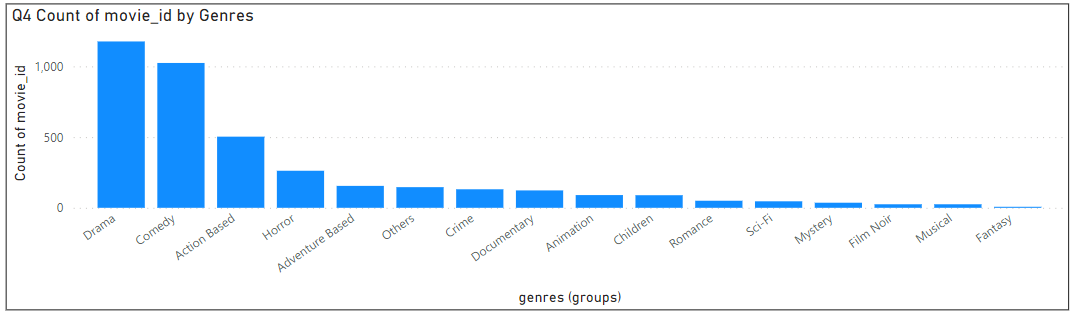 Q4 Count of movie_id by Genres
Count of movie_id
1,000
500
0
Drama
Comedy
Action Based
Horror
Adventure Based
Others
Crime
Documentary
Animation
Children
Romance
Sci-Fi
Mystery
Film Noir
Musical
Fantasy
genres (groups)